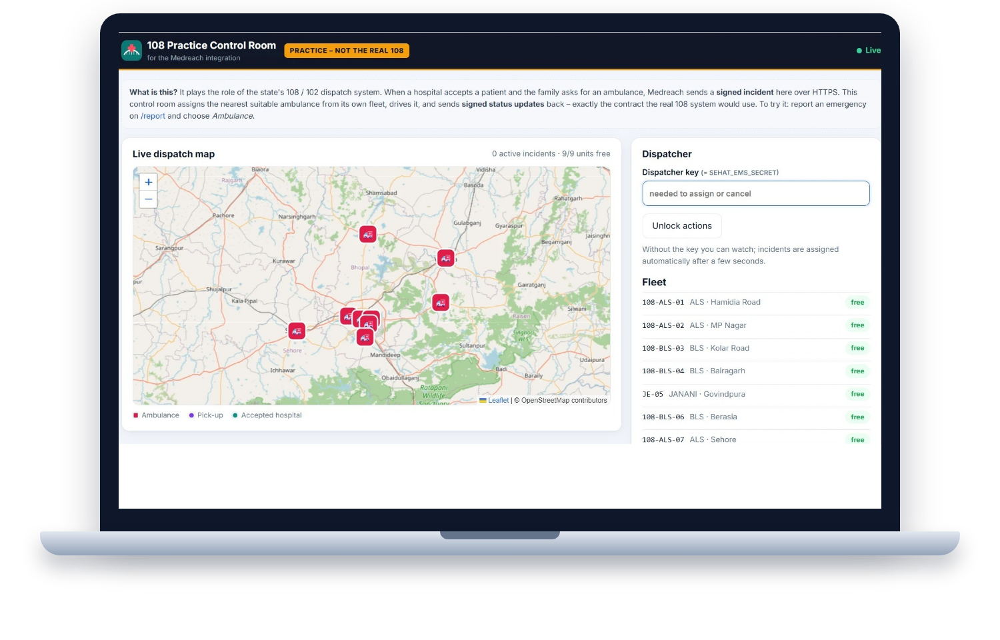 108 Practice Control Room
for the Medreach integration
PRACTICE – NOT THE REAL 108
Live
What is this? It plays the role of the state's 108 / 102 dispatch system. When a hospital accepts a patient and the family asks for an ambulance, Medreach sends a signed incident here over HTTPS. This
control room assigns the nearest suitable ambulance from its own fleet, drives it, and sends signed status updates back – exactly the contract the real 108 system would use. To try it: report an emergency
on /report and choose Ambulance.
Live dispatch map
0 active incidents · 9/9 units free
+
−
Biaora
Vidisha
Rajgarh
Basoda
Shamsabad
Rahatgarh
Pachore
Narsinghgarh
Gulabganj
Gyaraspur
Jaisinghn
Begamganj
Sarangpur
Kurawar
Bhopal
pur
Gairatganj
Shujalpur
Kala Pipal
Silwani
Raisen
Singhori
WLS
Sultanpur
Sehore
Mandideep
Udaipura
Ichhawar
Badi
Baraily
Obaidullaganj
Ratapani
Wildlife
Sanctuary
Leaflet | © OpenStreetMap contributors
Ambulance
Pick-up
Accepted hospital
Dispatcher
Dispatcher key (= SEHAT_EMS_SECRET)
needed to assign or cancel
Unlock actions
Without the key you can watch; incidents are assigned
automatically after a few seconds.
Fleet
108-ALS-01 ALS · Hamidia Road free
108-ALS-02 ALS · MP Nagar free
108-BLS-03 BLS · Kolar Road free
108-BLS-04 BLS · Bairagarh free
JE-05 JANANI · Govindpura free
108-BLS-06 BLS · Berasia free
108-ALS-07 ALS · Sehore free